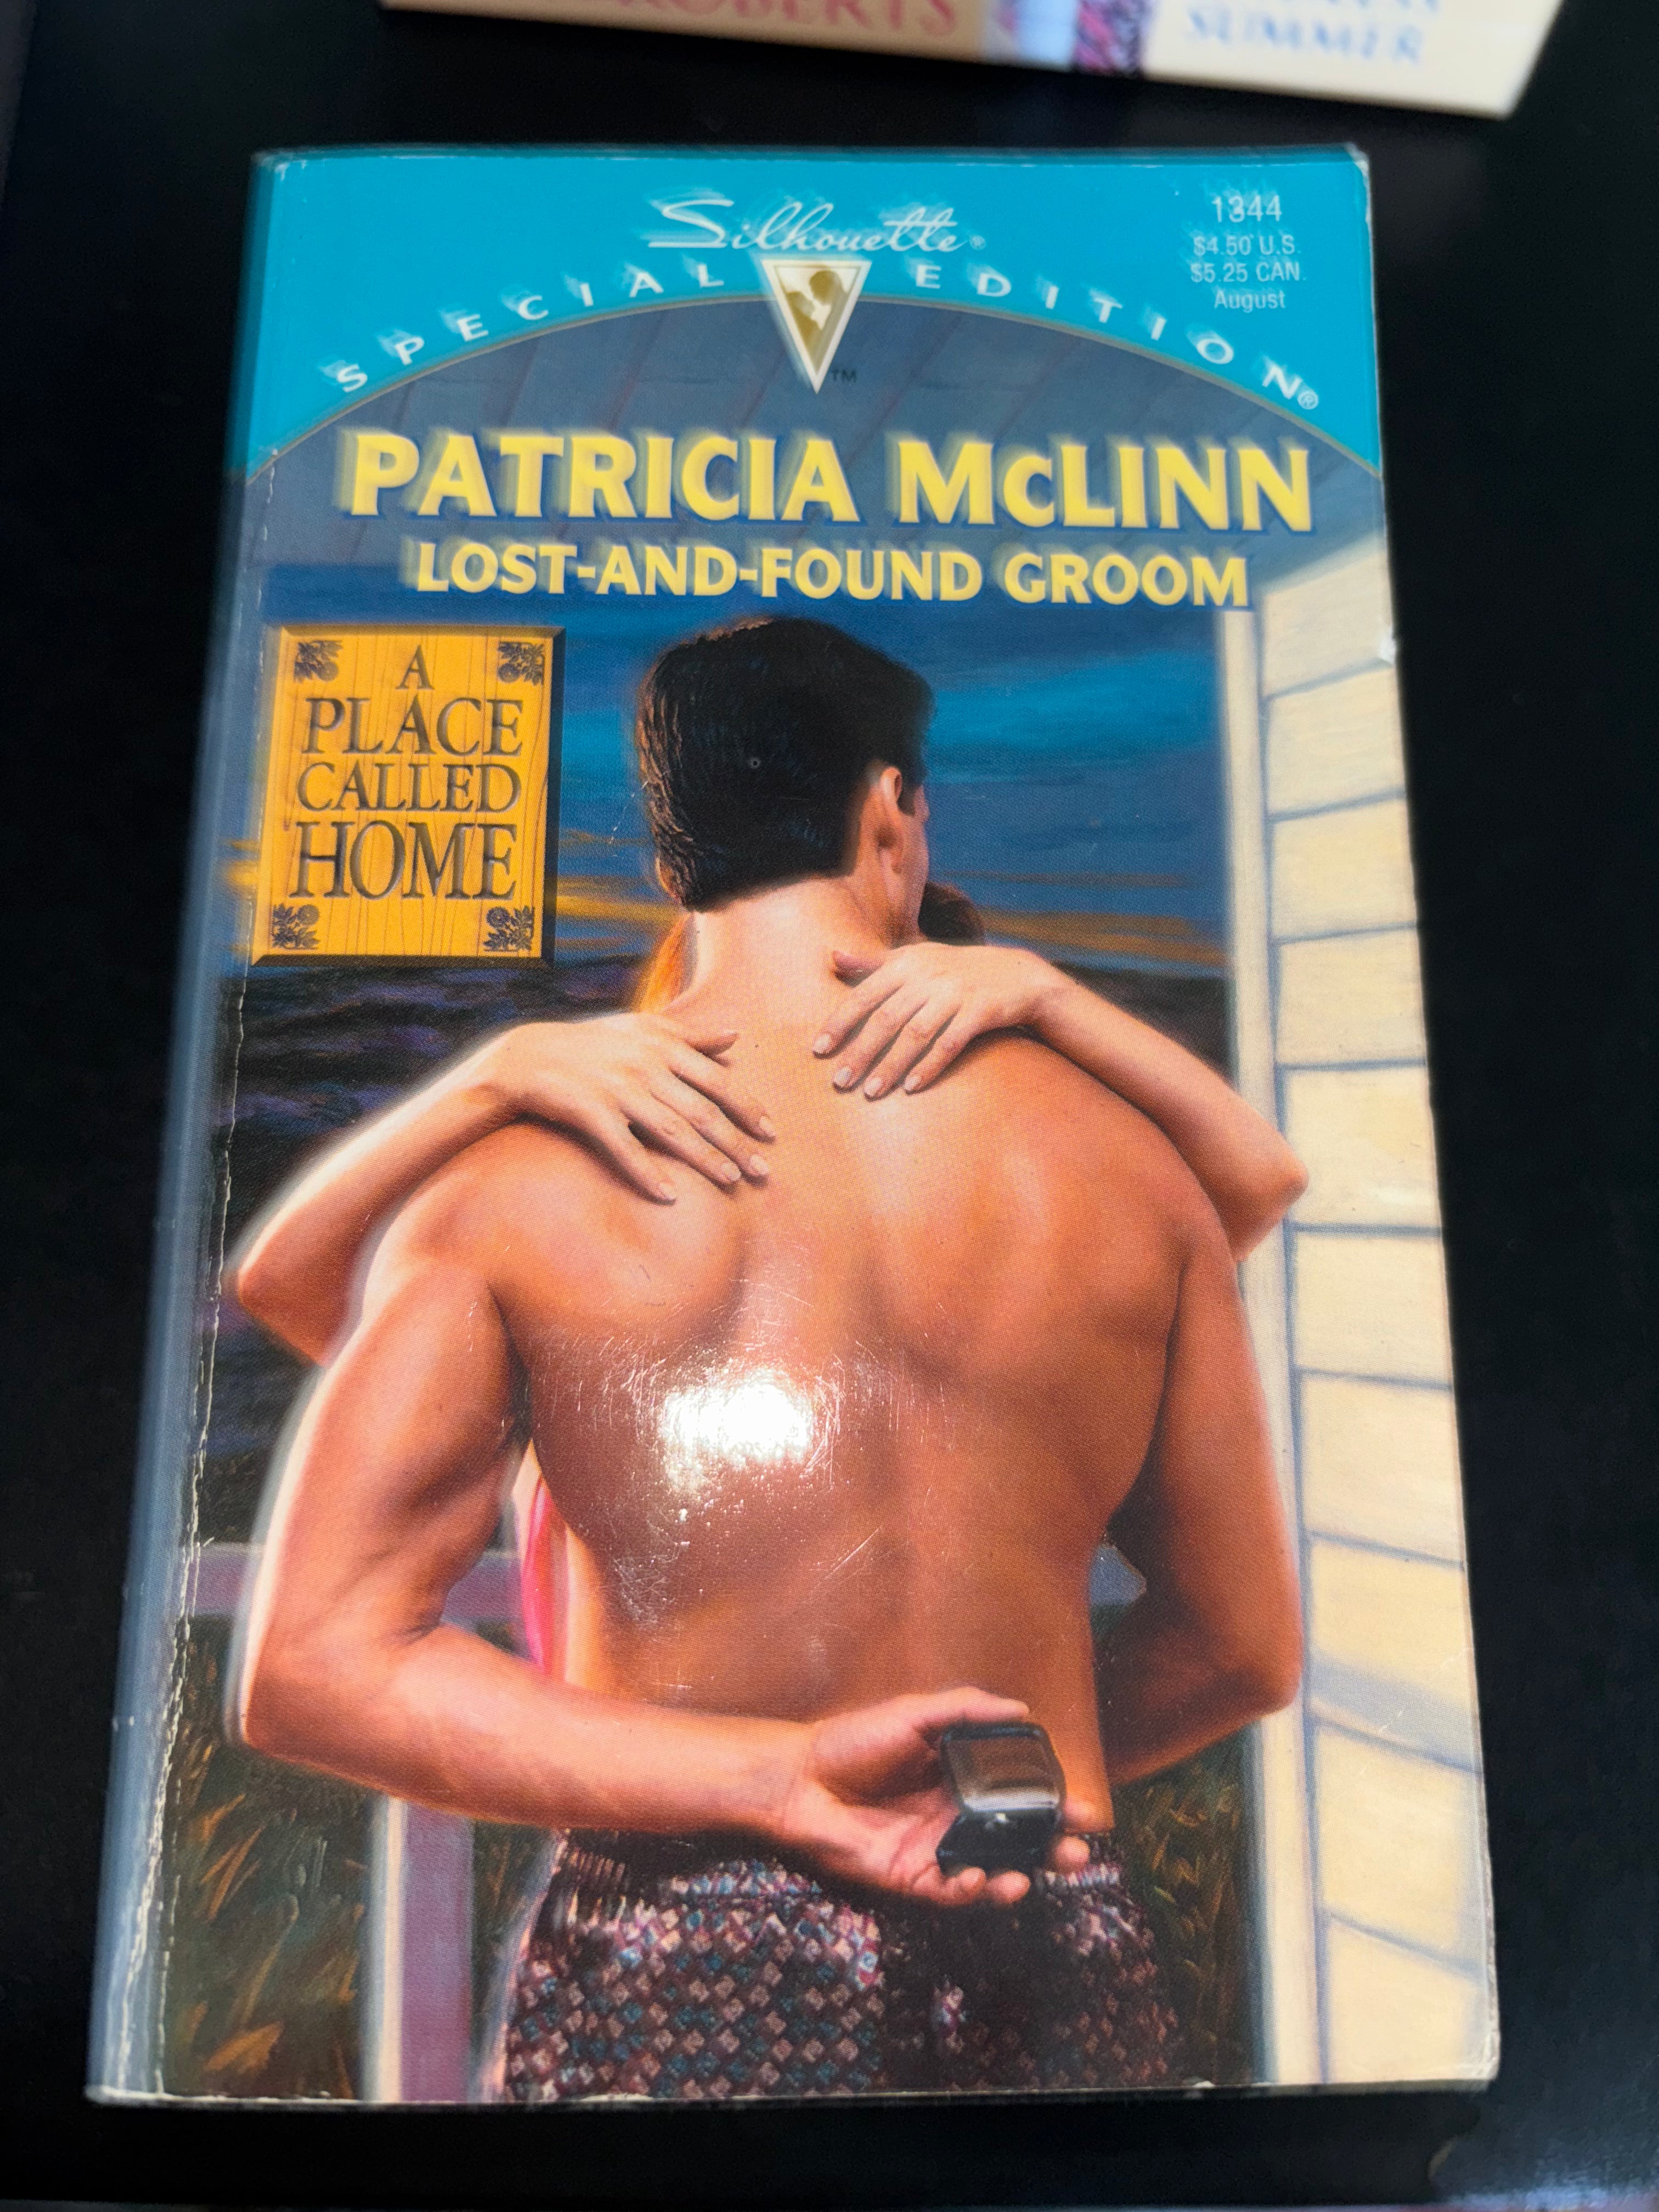 ROBERTS
SUMMER
Silhouette®
SPECIAL EDITION®
TM
1344
$4.50 U.S.
$5.25 CAN.
August
PATRICIA McLINN
LOST-AND-FOUND GROOM
A
PLACE
CALLED
HOME